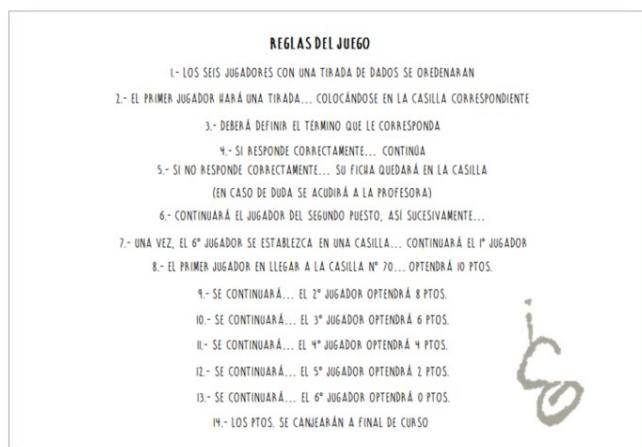 REGLAS DEL JUEGO
1.- LOS SEIS JUGADORES CON UNA TIRADA DE DADOS SE OREDENARAN
2.- EL PRIMER JUGADOR HARÁ UNA TIRADA... COLOCÁNDOSE EN LA CASILLA CORRESPONDIENTE
3.- DEBERÁ DEFINIR EL TÉRMINO QUE LE CORRESPONDA
4.- SI RESPONDE CORRECTAMENTE... CONTINÚA
5.- SI NO RESPONDE CORRECTAMENTE... SU FICHA QUEDARÁ EN LA CASILLA
(EN CASO DE DUDA SE ACUDIRÁ A LA PROFESORA)
6.- CONTINUARÁ EL JUGADOR DEL SEGUNDO PUESTO, ASÍ SUCESIVAMENTE...
7.- UNA VEZ, EL 6º JUGADOR SE ESTABLEZCA EN UNA CASILLA... CONTINUARÁ EL 1º JUGADOR
8.- EL PRIMER JUGADOR EN LLEGAR A LA CASILLA Nº 70... OPTENDRÁ 10 PTOS.
9.- SE CONTINUARÁ... EL 2º JUGADOR OPTENDRÁ 8 PTOS.
10.- SE CONTINUARÁ... EL 3º JUGADOR OPTENDRÁ 6 PTOS.
11.- SE CONTINUARÁ... EL 4º JUGADOR OPTENDRÁ 4 PTOS.
12.- SE CONTINUARÁ... EL 5º JUGADOR OPTENDRÁ 2 PTOS.
13.- SE CONTINUARÁ... EL 6º JUGADOR OPTENDRÁ 0 PTOS.
14.- LOS PTOS. SE CANJEARÁN A FINAL DE CURSO